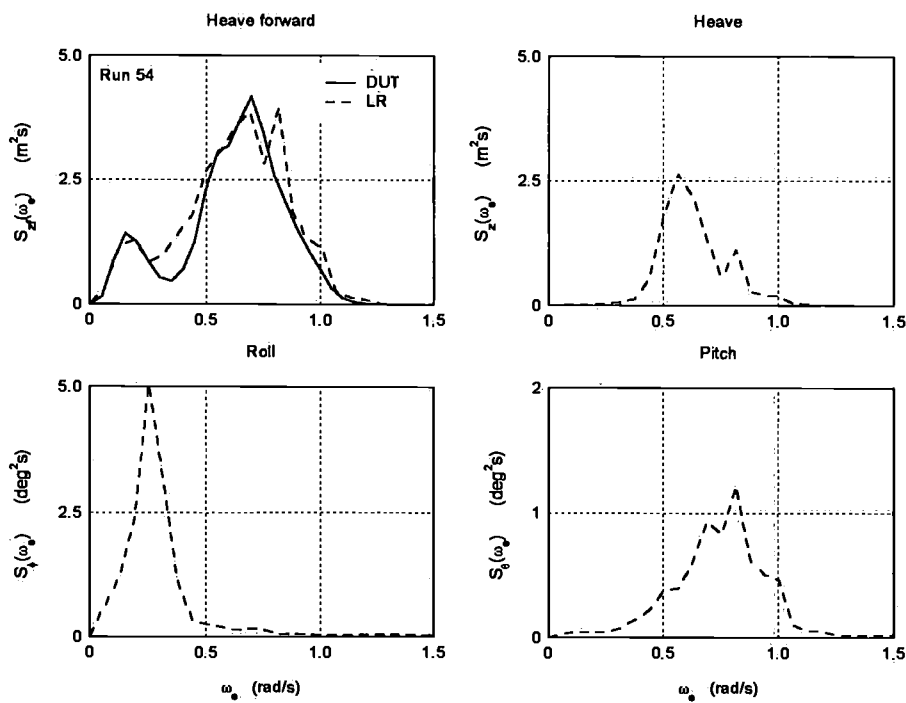 Heave forward
Heave
5.0
Run 54
DUT
LR
S_zf(ω_e) (m²s)
2.5
0
0 0.5 1.0 1.5
5.0
S_z(ω_e) (m²s)
2.5
0
0 0.5 1.0 1.5
Roll
Pitch
5.0
S_ϕ(ω_e) (deg²s)
2.5
0
0 0.5 1.0 1.5
ω_e (rad/s)
2
S_θ(ω_e) (deg²s)
1
0
0 0.5 1.0 1.5
ω_e (rad/s)